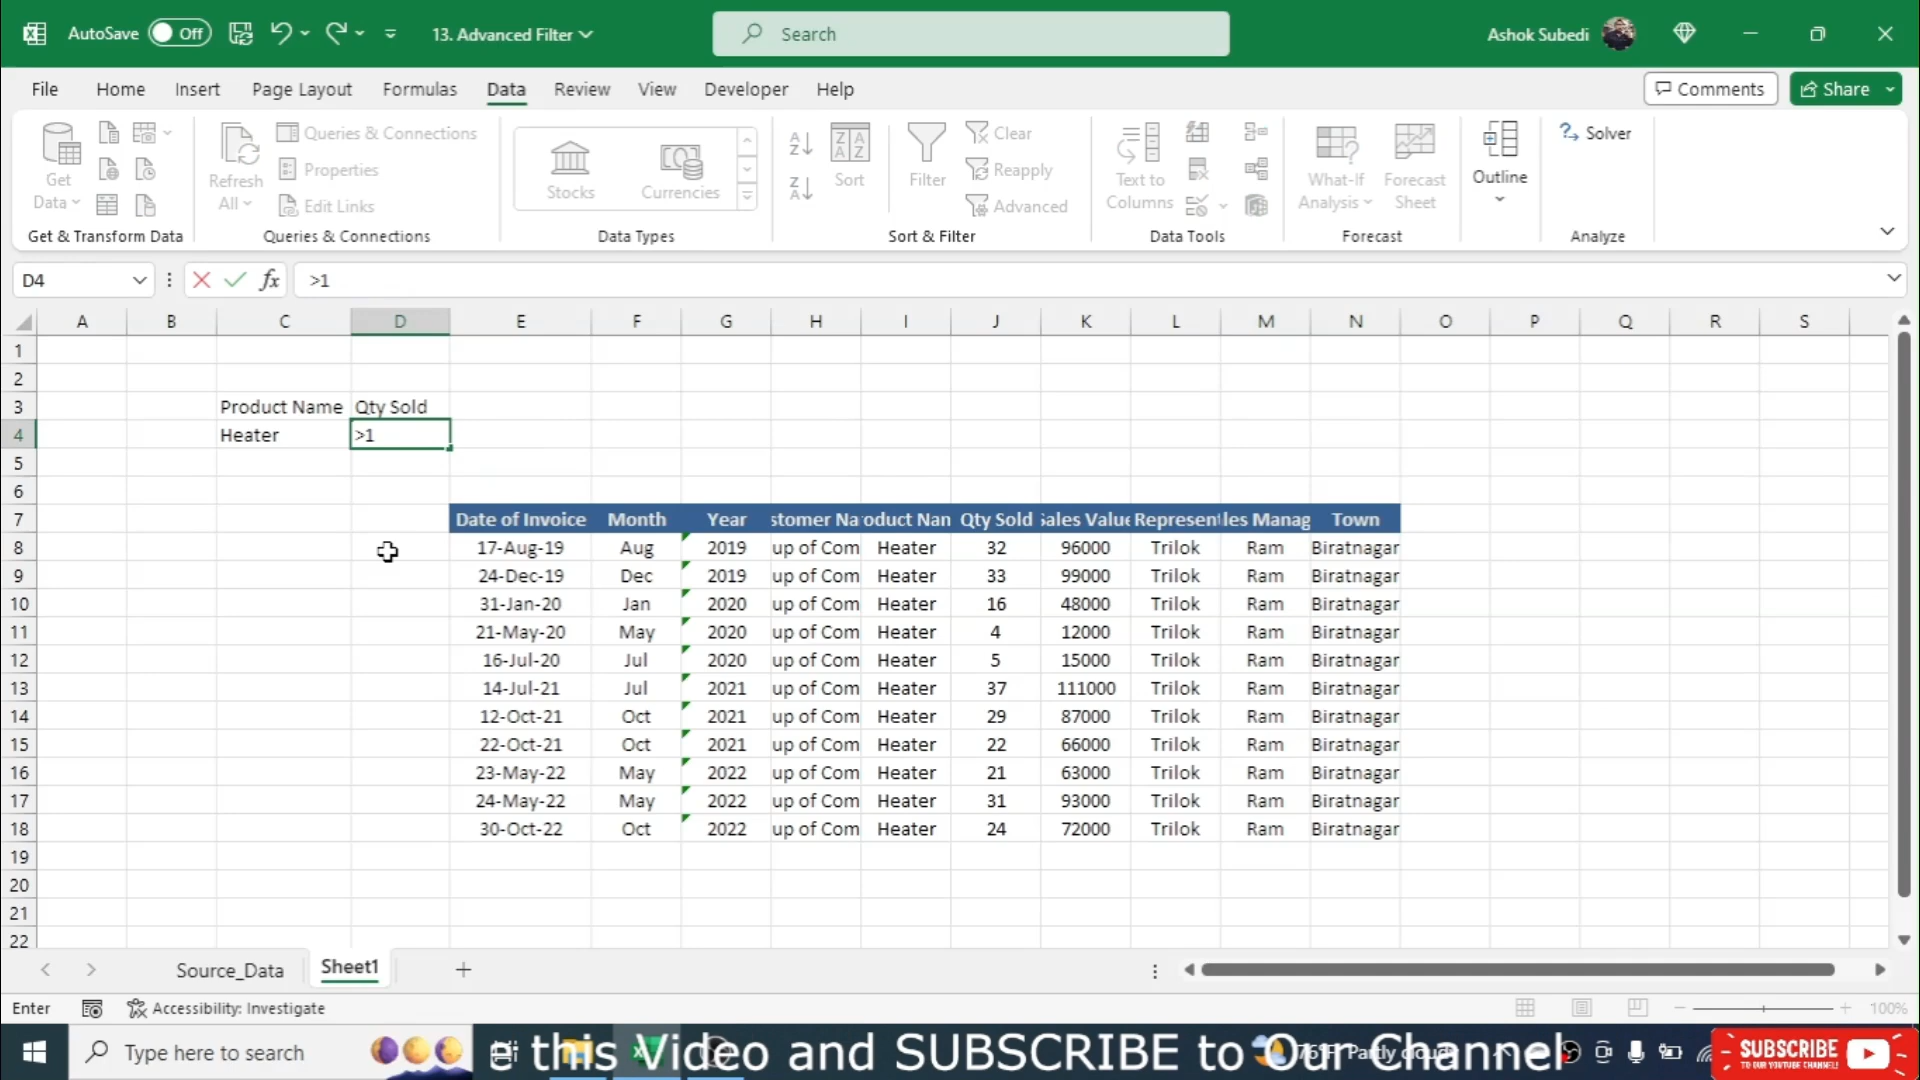 AutoSave Off 13. Advanced Filter Search Ashok Subedi
File Home Insert Page Layout Formulas Data Review View Developer Help Comments Share
Get Data
Refresh All
Queries & Connections
Properties
Edit Links
Stocks Currencies
Sort
Filter
Clear
Reapply
Advanced
Text to Columns
What-If Analysis
Forecast Sheet
Outline
Solver
Get & Transform Data Queries & Connections Data Types Sort & Filter Data Tools Forecast Analyze
D4 fx >1
A B C D E F G H I J K L M N O P Q R S
1
2
3 Product Name Qty Sold
4 Heater >1
5
6
7 Date of Invoice Month Year stomer Na oduct Nan Qty Sold Sales Value Represent les Manag Town
8 17-Aug-19 Aug 2019 up of Com Heater 32 96000 Trilok Ram Biratnagar
9 24-Dec-19 Dec 2019 up of Com Heater 33 99000 Trilok Ram Biratnagar
10 31-Jan-20 Jan 2020 up of Com Heater 16 48000 Trilok Ram Biratnagar
11 21-May-20 May 2020 up of Com Heater 4 12000 Trilok Ram Biratnagar
12 16-Jul-20 Jul 2020 up of Com Heater 5 15000 Trilok Ram Biratnagar
13 14-Jul-21 Jul 2021 up of Com Heater 37 111000 Trilok Ram Biratnagar
14 12-Oct-21 Oct 2021 up of Com Heater 29 87000 Trilok Ram Biratnagar
15 22-Oct-21 Oct 2021 up of Com Heater 22 66000 Trilok Ram Biratnagar
16 23-May-22 May 2022 up of Com Heater 21 63000 Trilok Ram Biratnagar
17 24-May-22 May 2022 up of Com Heater 31 93000 Trilok Ram Biratnagar
18 30-Oct-22 Oct 2022 up of Com Heater 24 72000 Trilok Ram Biratnagar
19
20
21
22
Source_Data Sheet1
Enter Accessibility: Investigate 100%
Type here to search
this Video and SUBSCRIBE to Our Channel
SUBSCRIBE
TO OUR YOUTUBE CHANNEL!